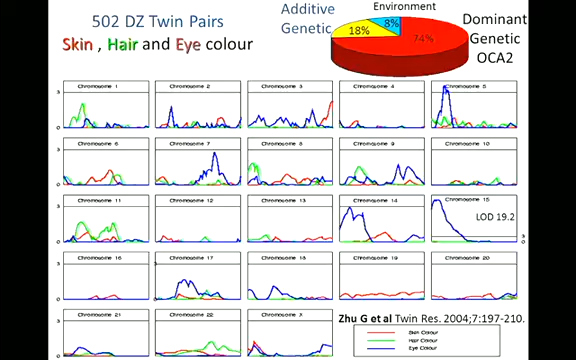 502 DZ Twin Pairs
Skin , Hair and Eye colour
Additive
Genetic
Environment
8%
18%
74%
Dominant
Genetic
OCA2
Chromosome 1
Chromosome 2
Chromosome 3
Chromosome 4
Chromosome 5
Chromosome 6
Chromosome 7
Chromosome 8
Chromosome 9
Chromosome 10
Chromosome 11
Chromosome 12
Chromosome 13
Chromosome 14
Chromosome 15
LOD 19.2
Chromosome 16
Chromosome 17
Chromosome 18
Chromosome 19
Chromosome 20
Chromosome 21
Chromosome 22
Zhu G et al Twin Res. 2004;7:197-210.
Skin Colour
Hair Colour
Eye Colour